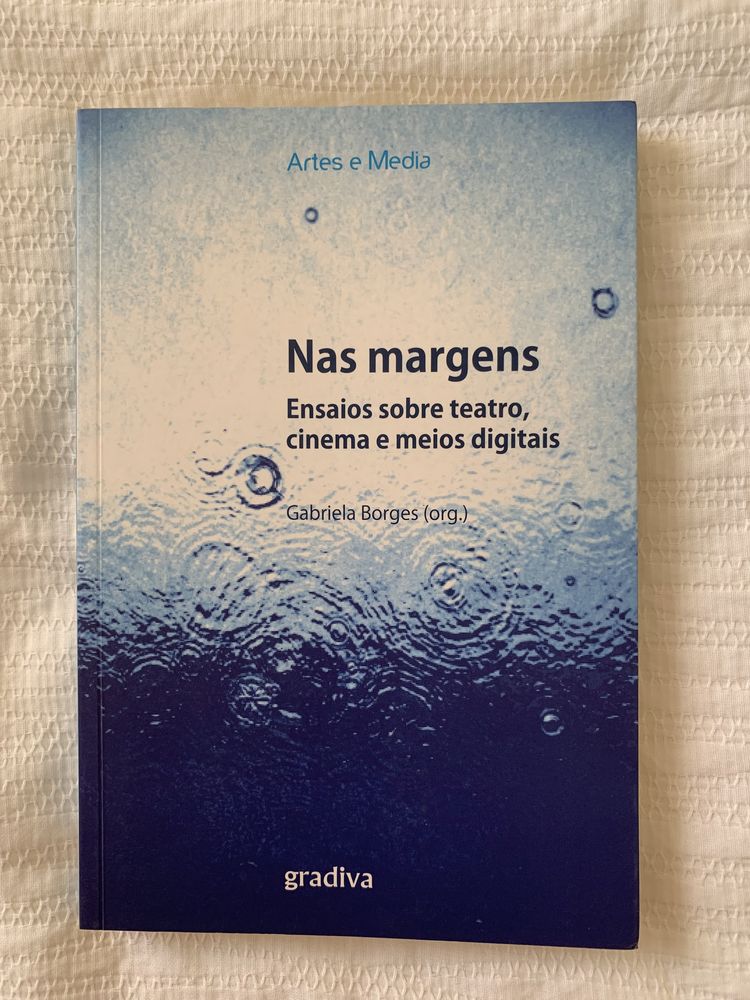 Artes e Media
Nas margens
Ensaios sobre teatro,
cinema e meios digitais
Gabriela Borges (org.)
gradiva